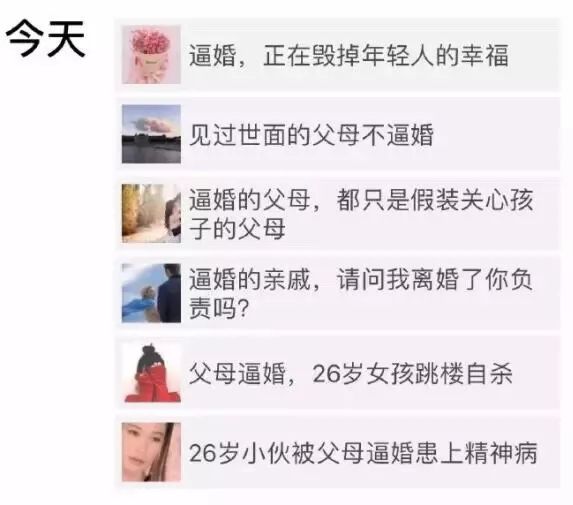 今天
逼婚，正在毁掉年轻人的幸福
见过世面的父母不逼婚
逼婚的父母，都只是假装关心孩
子的父母
逼婚的亲戚，请问我离婚了你负
责吗？
父母逼婚，26岁女孩跳楼自杀
26岁小伙被父母逼婚患上精神病